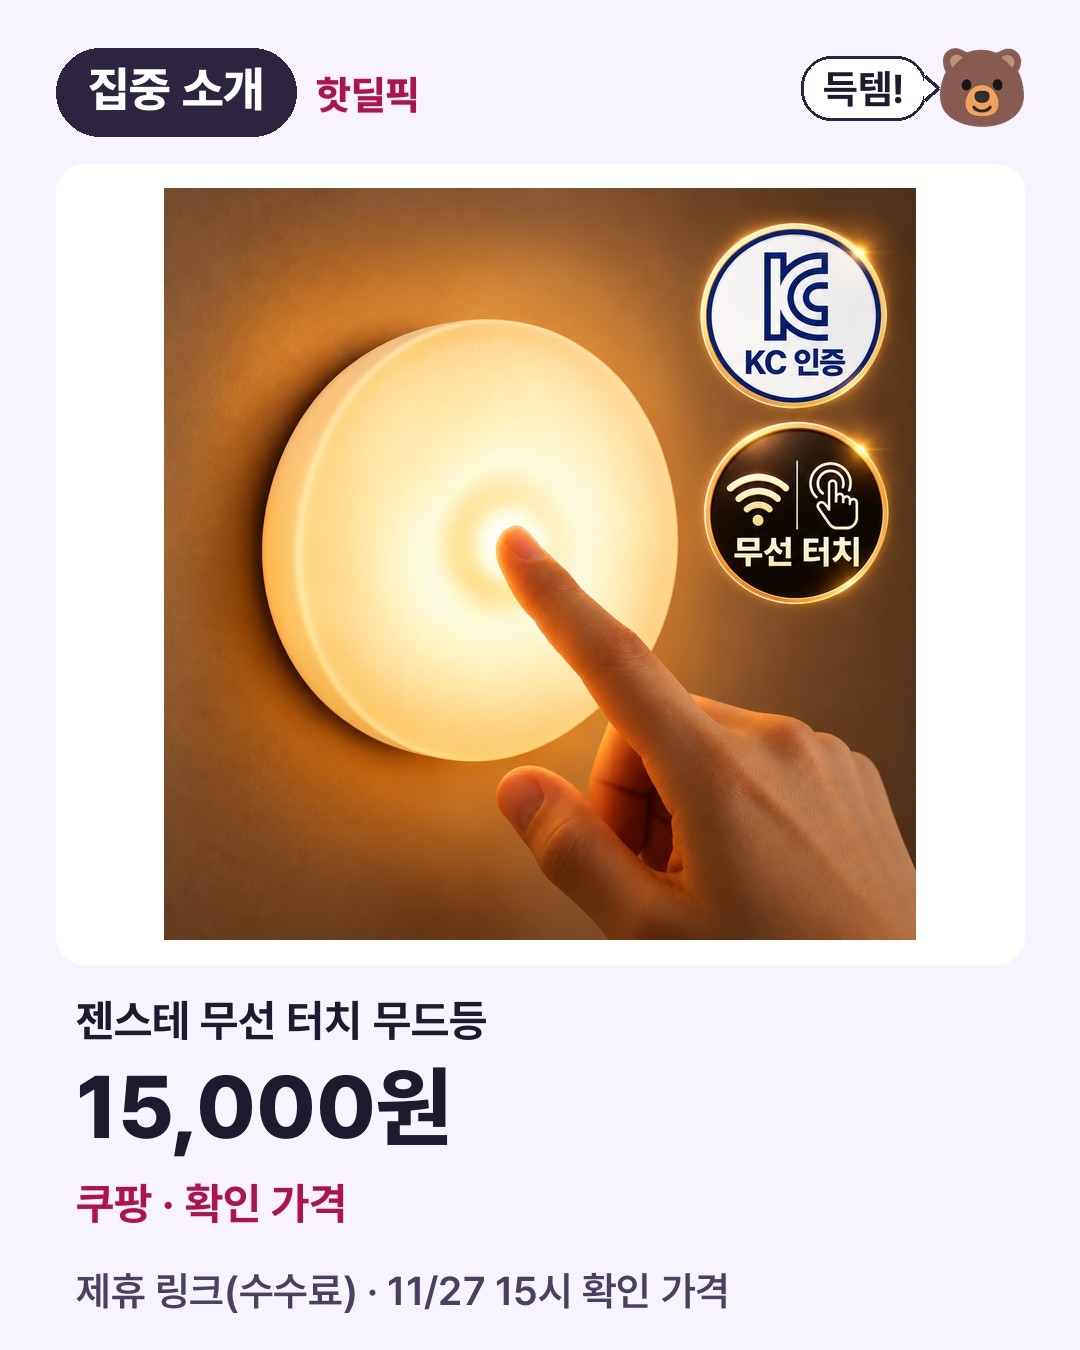 집중 소개
핫딜픽
득템!
KC 인증
무선 터치
젠스테 무선 터치 무드등
15,000원
쿠팡 · 확인 가격
제휴 링크(수수료) · 11/27 15시 확인 가격